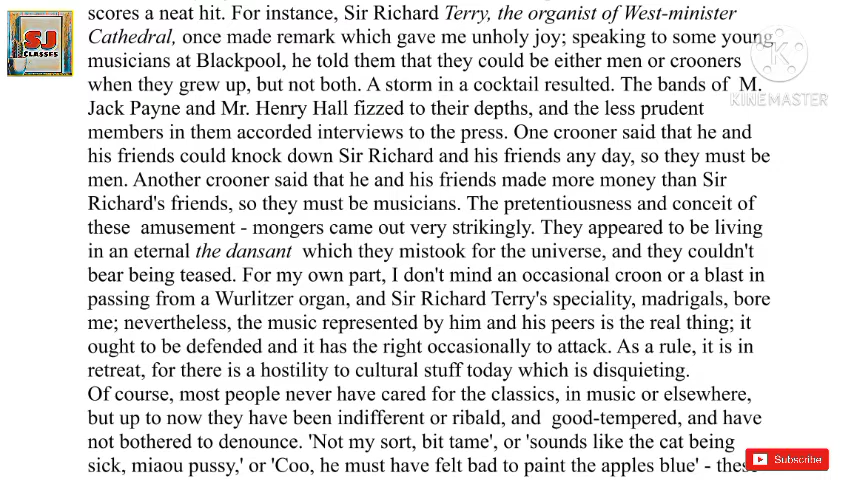 scores a neat hit. For instance, Sir Richard Terry, the organist of West-minister
Cathedral, once made remark which gave me unholy joy; speaking to some young
musicians at Blackpool, he told them that they could be either men or crooners
when they grew up, but not both. A storm in a cocktail resulted. The bands of M.
Jack Payne and Mr. Henry Hall fizzed to their depths, and the less prudent
members in them accorded interviews to the press. One crooner said that he and
his friends could knock down Sir Richard and his friends any day, so they must be
men. Another crooner said that he and his friends made more money than Sir
Richard's friends, so they must be musicians. The pretentiousness and conceit of
these amusement - mongers came out very strikingly. They appeared to be living
in an eternal the dansant which they mistook for the universe, and they couldn't
bear being teased. For my own part, I don't mind an occasional croon or a blast in
passing from a Wurlitzer organ, and Sir Richard Terry's speciality, madrigals, bore
me; nevertheless, the music represented by him and his peers is the real thing; it
ought to be defended and it has the right occasionally to attack. As a rule, it is in
retreat, for there is a hostility to cultural stuff today which is disquieting.
Of course, most people never have cared for the classics, in music or elsewhere,
but up to now they have been indifferent or ribald, and good-tempered, and have
not bothered to denounce. 'Not my sort, bit tame', or 'sounds like the cat being
sick, miaou pussy,' or 'Coo, he must have felt bad to paint the apples blue' - these
SJ
CLASSES
K
KINEMASTER
Subscribe